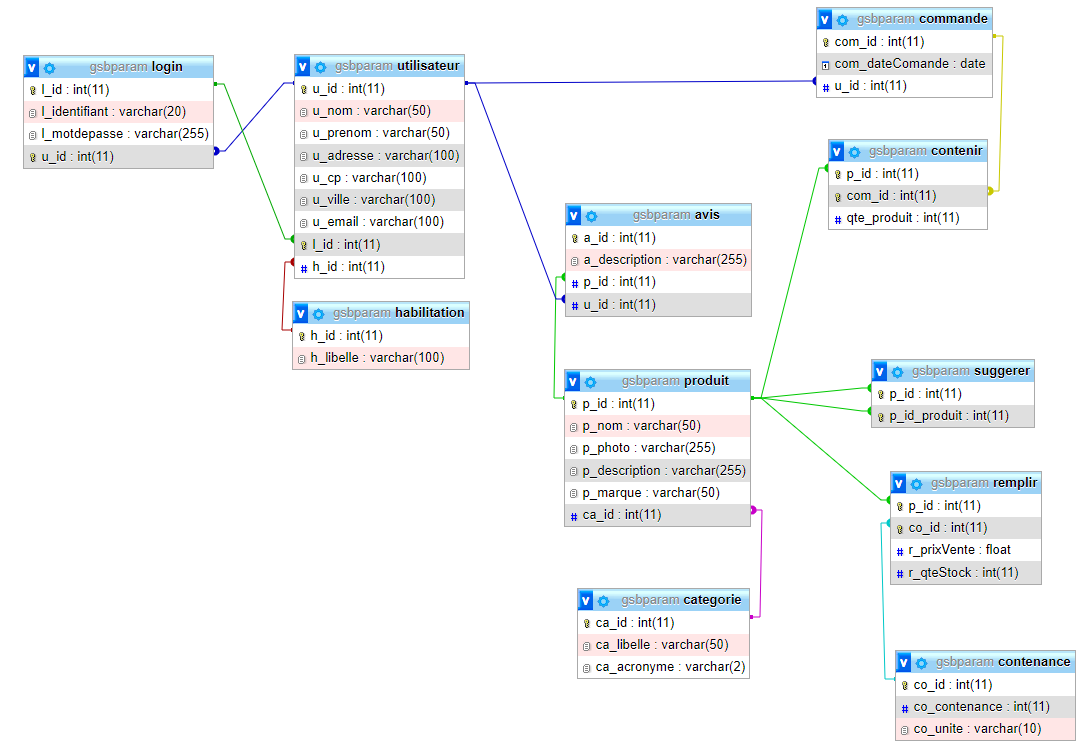 v gsbparam login
l_id : int(11)
l_identifiant : varchar(20)
l_motdepasse : varchar(255)
u_id : int(11)
v gsbparam utilisateur
u_id : int(11)
u_nom : varchar(50)
u_prenom : varchar(50)
u_adresse : varchar(100)
u_cp : varchar(100)
u_ville : varchar(100)
u_email : varchar(100)
l_id : int(11)
# h_id : int(11)
v gsbparam habilitation
h_id : int(11)
h_libelle : varchar(100)
v gsbparam avis
a_id : int(11)
a_description : varchar(255)
# p_id : int(11)
# u_id : int(11)
v gsbparam produit
p_id : int(11)
p_nom : varchar(50)
p_photo : varchar(255)
p_description : varchar(255)
p_marque : varchar(50)
# ca_id : int(11)
v gsbparam categorie
ca_id : int(11)
ca_libelle : varchar(50)
ca_acronyme : varchar(2)
v gsbparam commande
com_id : int(11)
com_dateComande : date
# u_id : int(11)
v gsbparam contenir
p_id : int(11)
com_id : int(11)
# qte_produit : int(11)
v gsbparam suggerer
p_id : int(11)
p_id_produit : int(11)
v gsbparam remplir
p_id : int(11)
co_id : int(11)
# r_prixVente : float
# r_qteStock : int(11)
v gsbparam contenance
co_id : int(11)
# co_contenance : int(11)
co_unite : varchar(10)